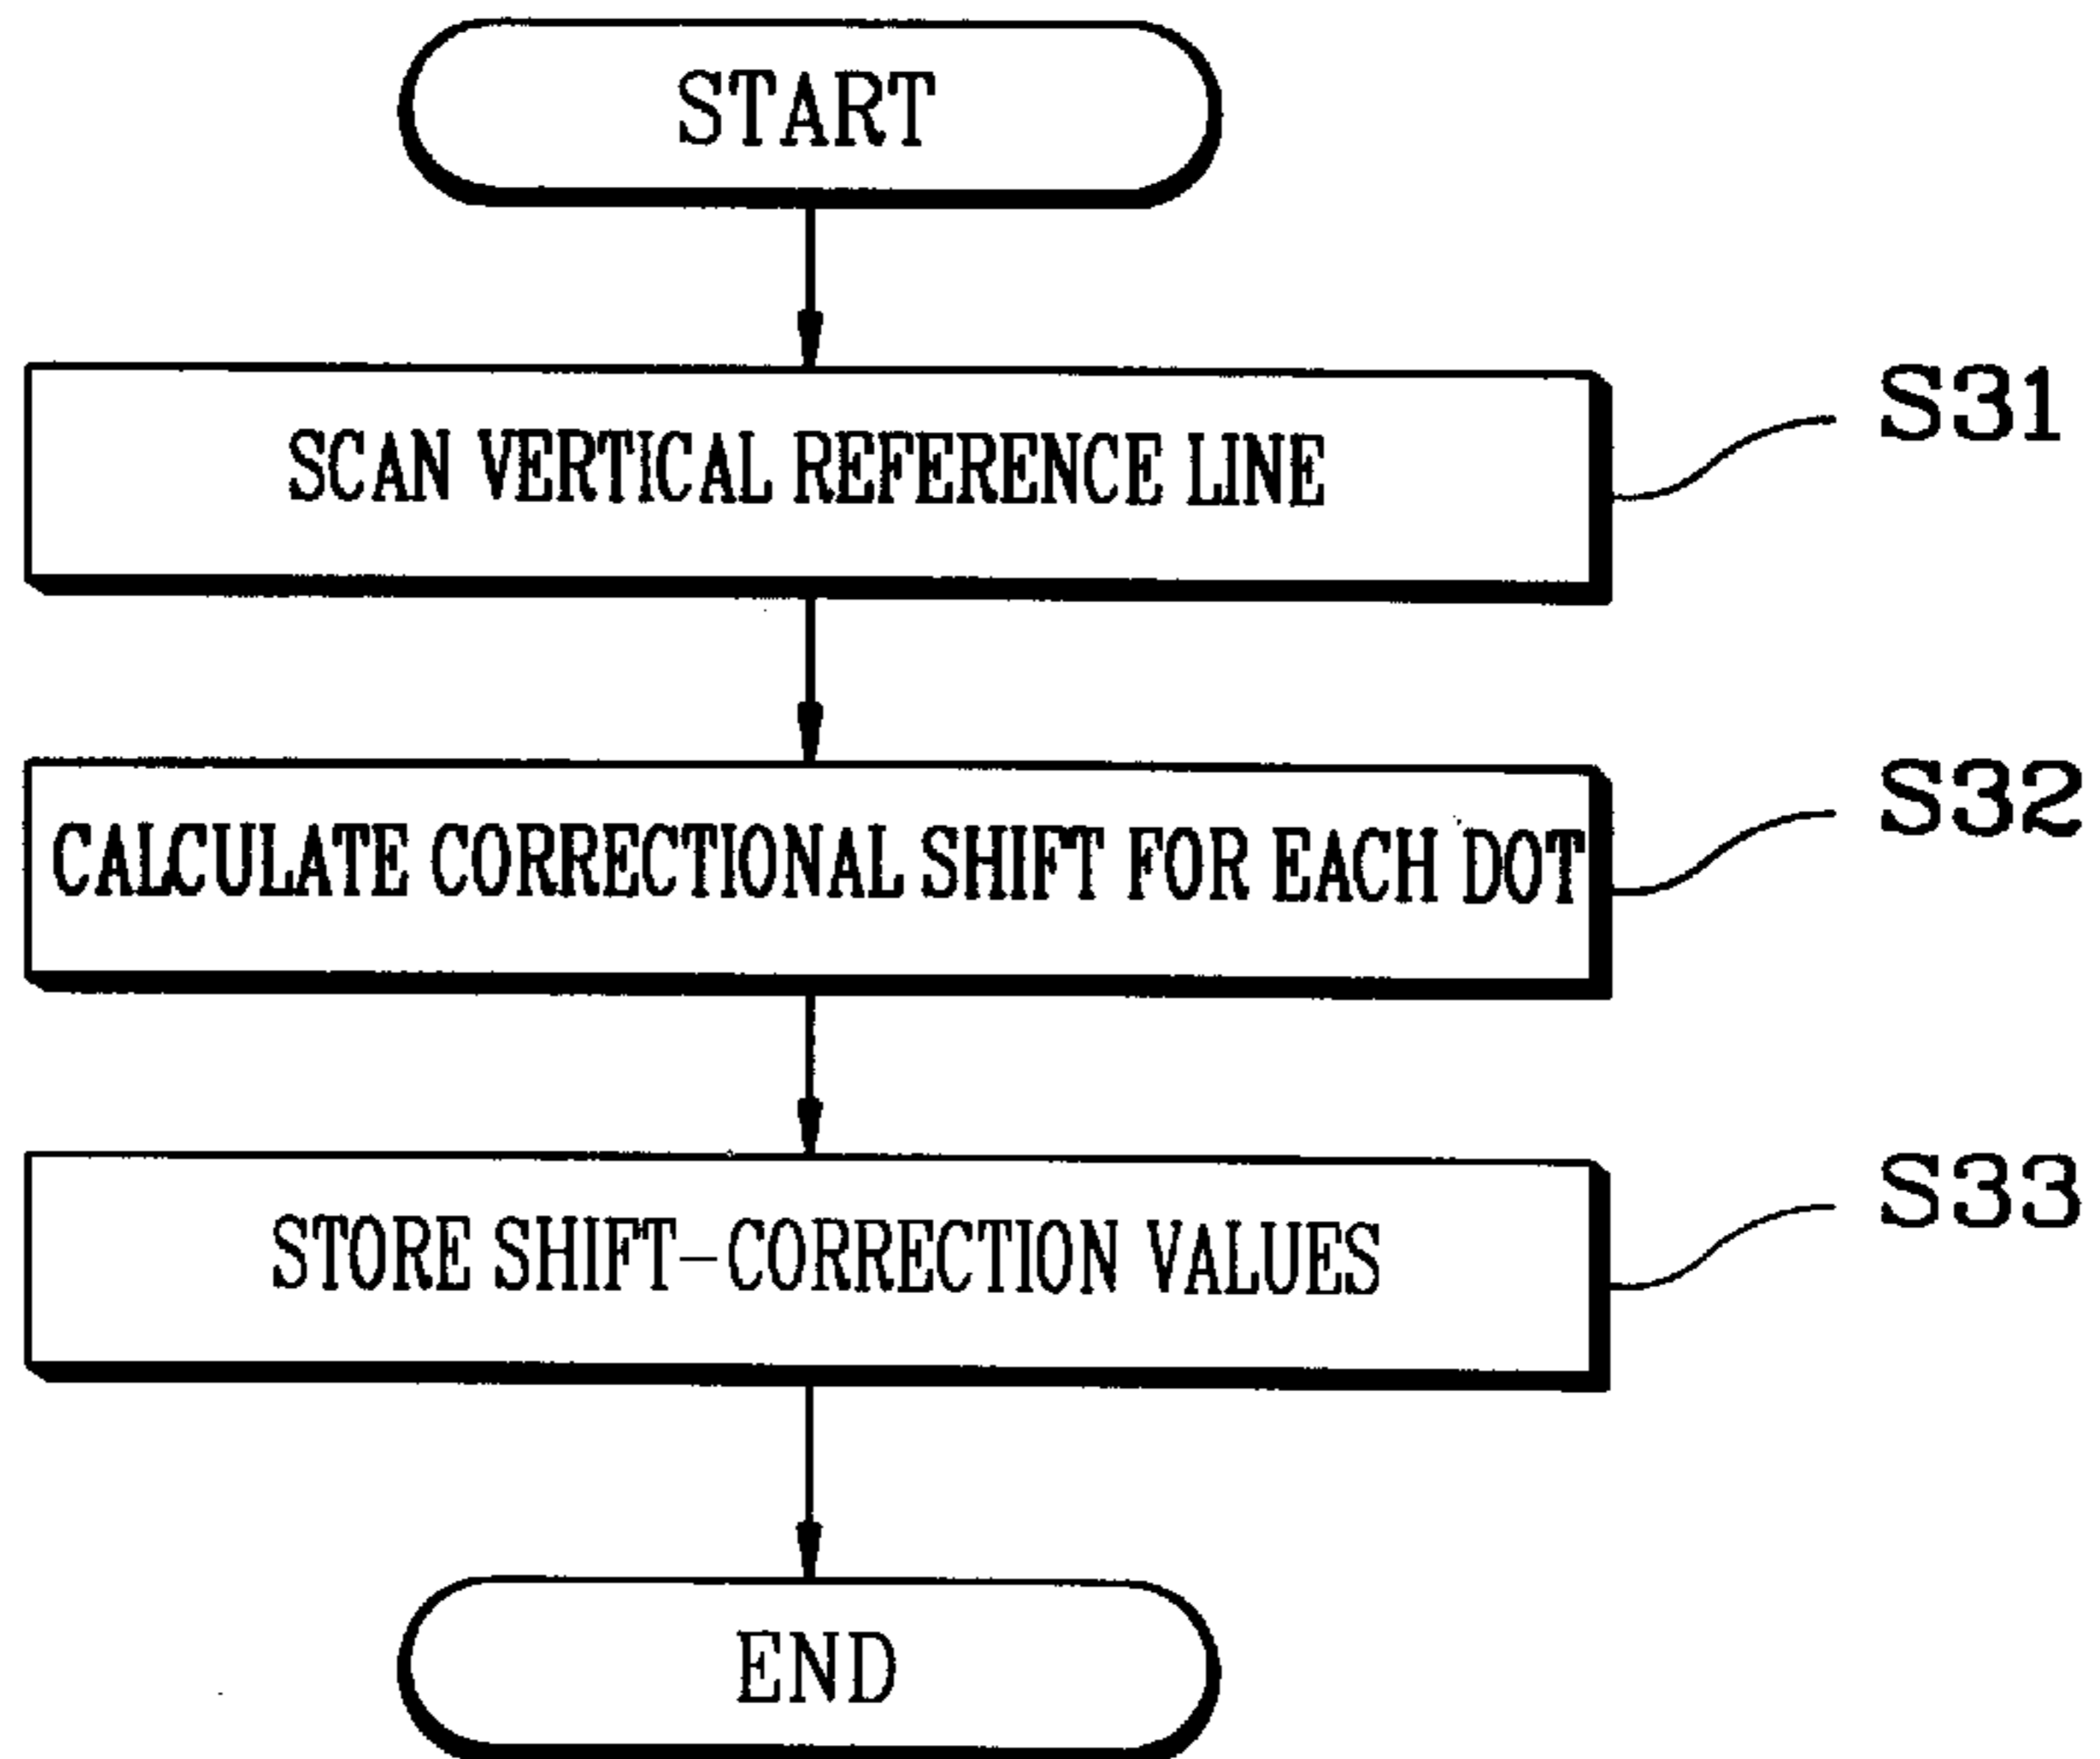 START
SCAN VERTICAL REFERENCE LINE
S31
CALCULATE CORRECTIONAL SHIFT FOR EACH DOT
S32
STORE SHIFT-CORRECTION VALUES
S33
END